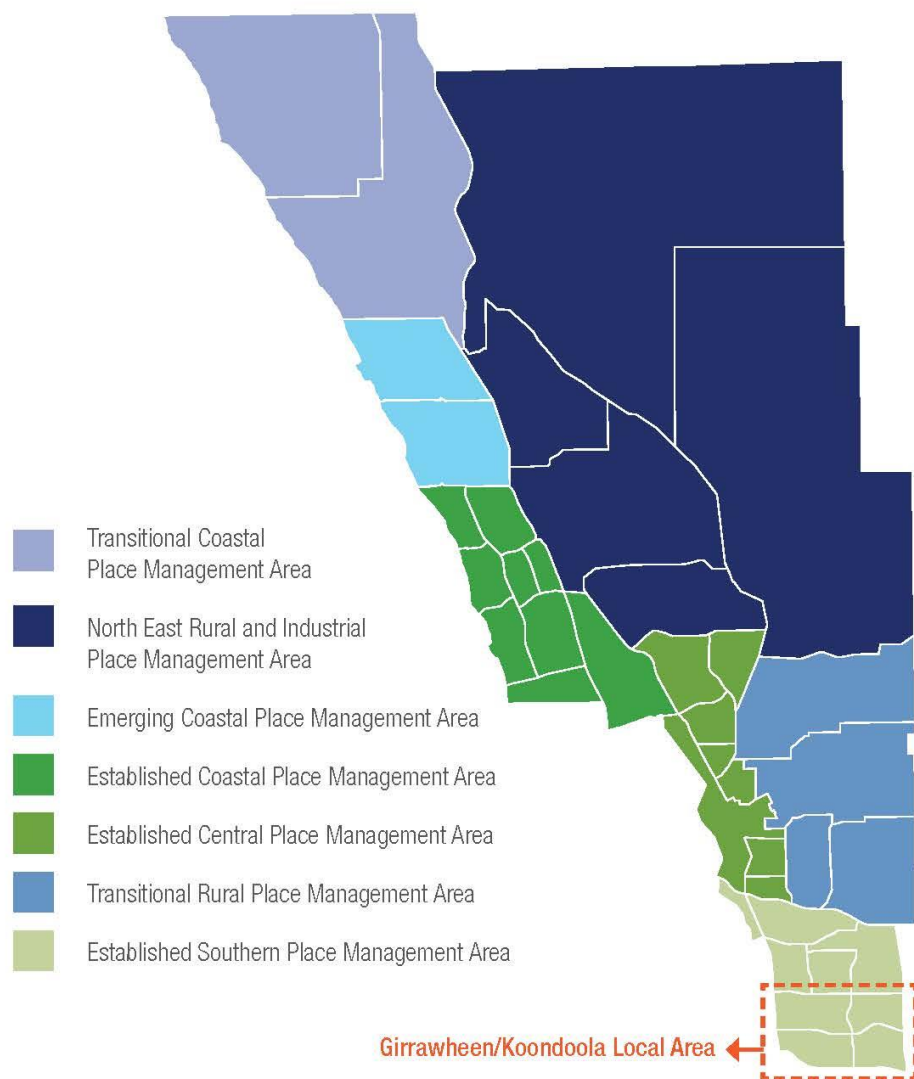 Transitional Coastal
Place Management Area
North East Rural and Industrial
Place Management Area
Emerging Coastal Place Management Area
Established Coastal Place Management Area
Established Central Place Management Area
Transitional Rural Place Management Area
Established Southern Place Management Area
Girrawheen/Koondoola Local Area